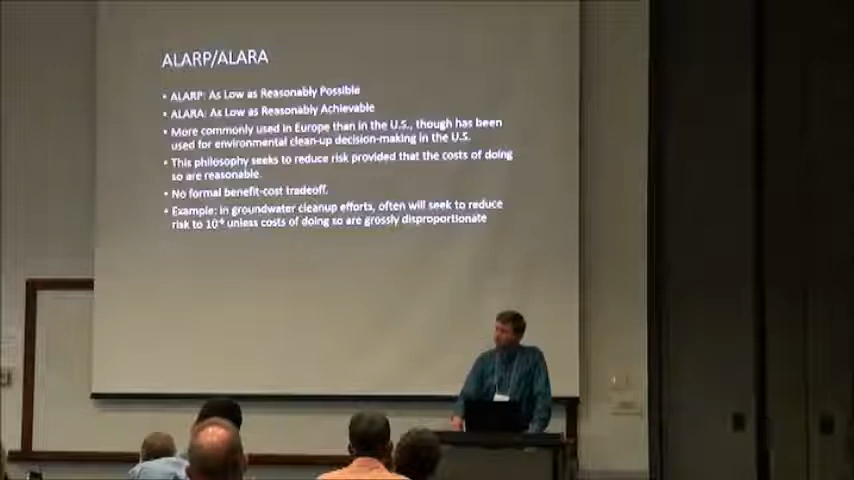 ALARP/ALARA
• ALARP: As Low as Reasonably Possible
• ALARA: As Low as Reasonably Achievable
• More commonly used in Europe than in the U.S., though has been
used for environmental clean-up decision-making in the U.S.
• This philosophy seeks to reduce risk provided that the costs of doing
so are reasonable.
• No formal benefit-cost tradeoff.
• Example: in groundwater cleanup efforts, often will seek to reduce
risk to unless costs of doing so are grossly disproportionate